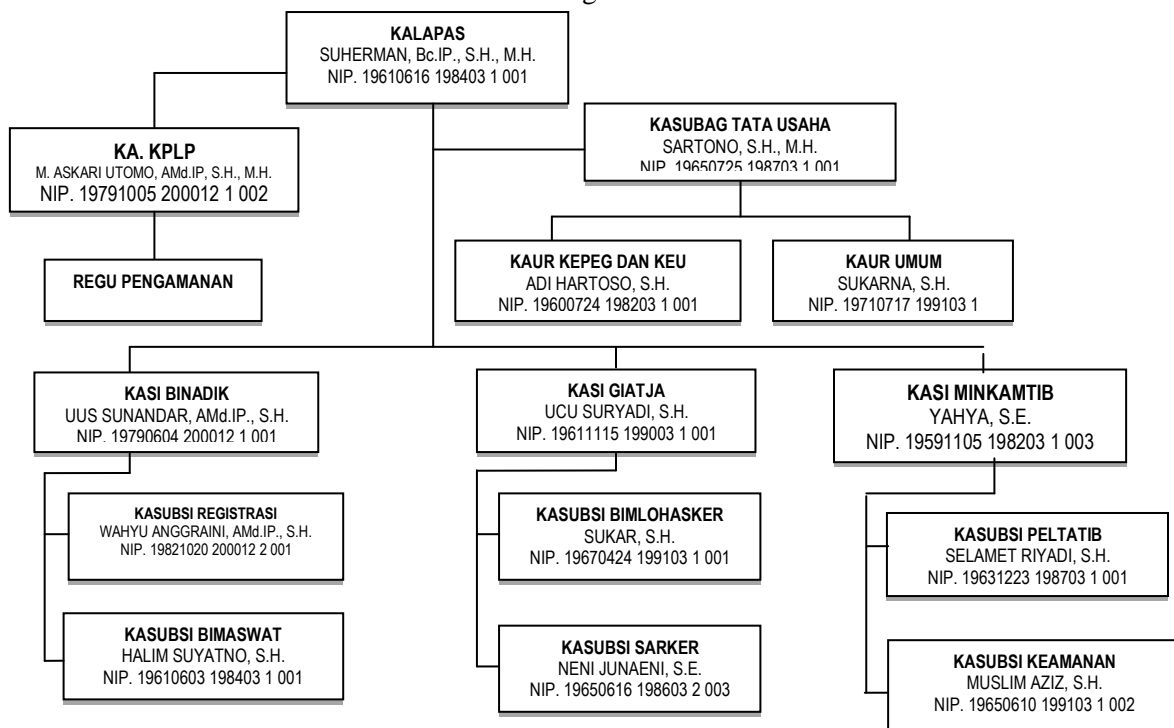 KALAPAS
SUHERMAN, Bc.IP., S.H., M.H.
NIP. 19610616 198403 1 001
KASUBAG TATA USAHA
SARTONO, S.H., M.H.
NIP. 19650725 198703 1 001
KA. KPLP
M. ASKARI UTOMO, AMd.IP, S.H., M.H.
NIP. 19791005 200012 1 002
REGU PENGAMANAN
KAUR KEPEG DAN KEU
ADI HARTOSO, S.H.
NIP. 19600724 198203 1 001
KAUR UMUM
SUKARNA, S.H.
NIP. 19710717 199103 1
KASI BINADIK
UUS SUNANDAR, AMd.IP., S.H.
NIP. 19790604 200012 1 001
KASI GIATJA
UCU SURYADI, S.H.
NIP. 19611115 199003 1 001
KASI MINKAMTIB
YAHYA, S.E.
NIP. 19591105 198203 1 003
KASUBSI REGISTRASI
WAHYU ANGGRAINI, AMd.IP., S.H.
NIP. 19821020 200012 2 001
KASUBSI BIMLOHASKER
SUKAR, S.H.
NIP. 19670424 199103 1 001
KASUBSI PELTATIB
SELAMET RIYADI, S.H.
NIP. 19631223 198703 1 001
KASUBSI BIMASWAT
HALIM SUYATNO, S.H.
NIP. 19610603 198403 1 001
KASUBSI SARKER
NENI JUNAENI, S.E.
NIP. 19650616 198603 2 003
KASUBSI KEAMANAN
MUSLIM AZIZ, S.H.
NIP. 19650610 199103 1 002